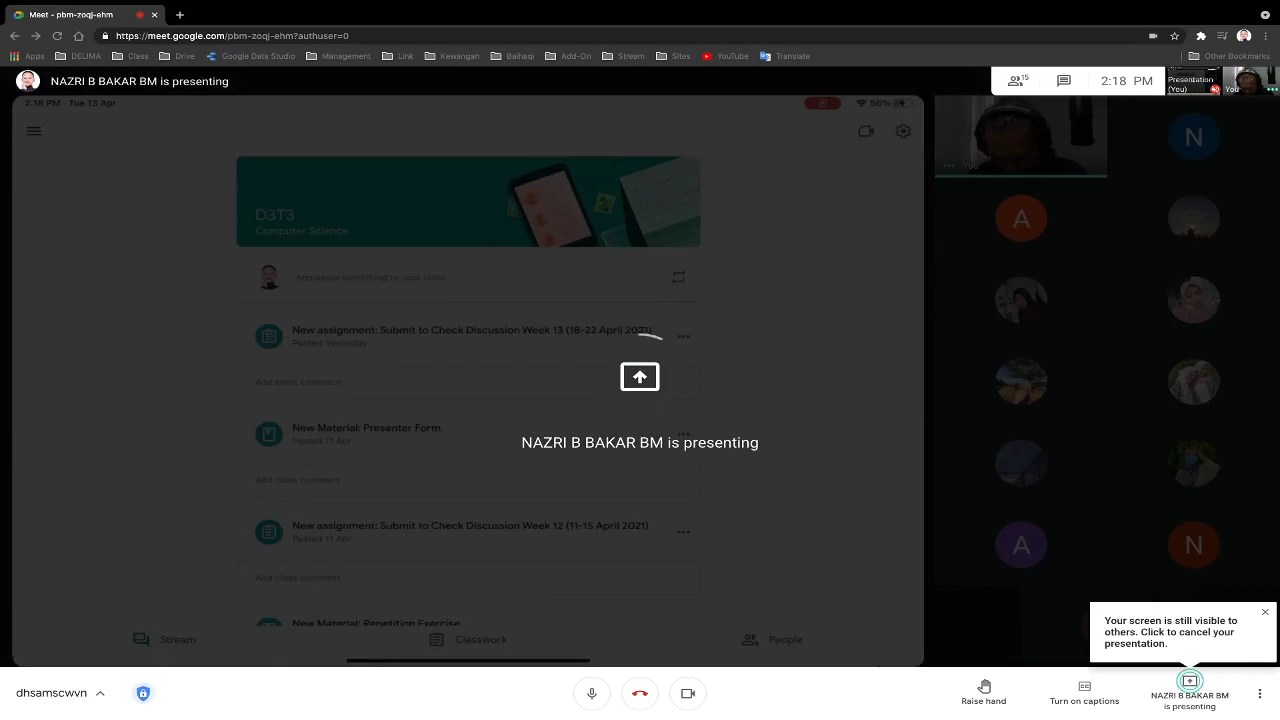 Meet - pbm-zoqj-ehm
https://meet.google.com/pbm-zoqj-ehm?authuser=0
Apps DELIMA Class Drive Google Data Studio Management Link Kewangan Baihaqi Add-On Stream Sites YouTube Translate Other Bookmarks
NAZRI B BAKAR BM is presenting
15
2:18 PM
Presentation
(You)
You
2:18 PM Tue 13 Apr
56%
You
N
D3T3
Computer Science
A
Announce something to your class...
New assignment: Submit to Check Discussion Week 13 (18-22 April 2021)
Posted Yesterday
Add class comment
New Material: Presenter Form
Posted 11 Apr
NAZRI B BAKAR BM is presenting
Add class comment
New assignment: Submit to Check Discussion Week 12 (11-15 April 2021)
Posted 11 Apr
A
N
Add class comment
New Material: Repetition Exercise
Stream Classwork People
Your screen is still visible to
others. Click to cancel your
presentation.
dhsamscwvn
Raise hand
Turn on captions
NAZRI B BAKAR BM
is presenting